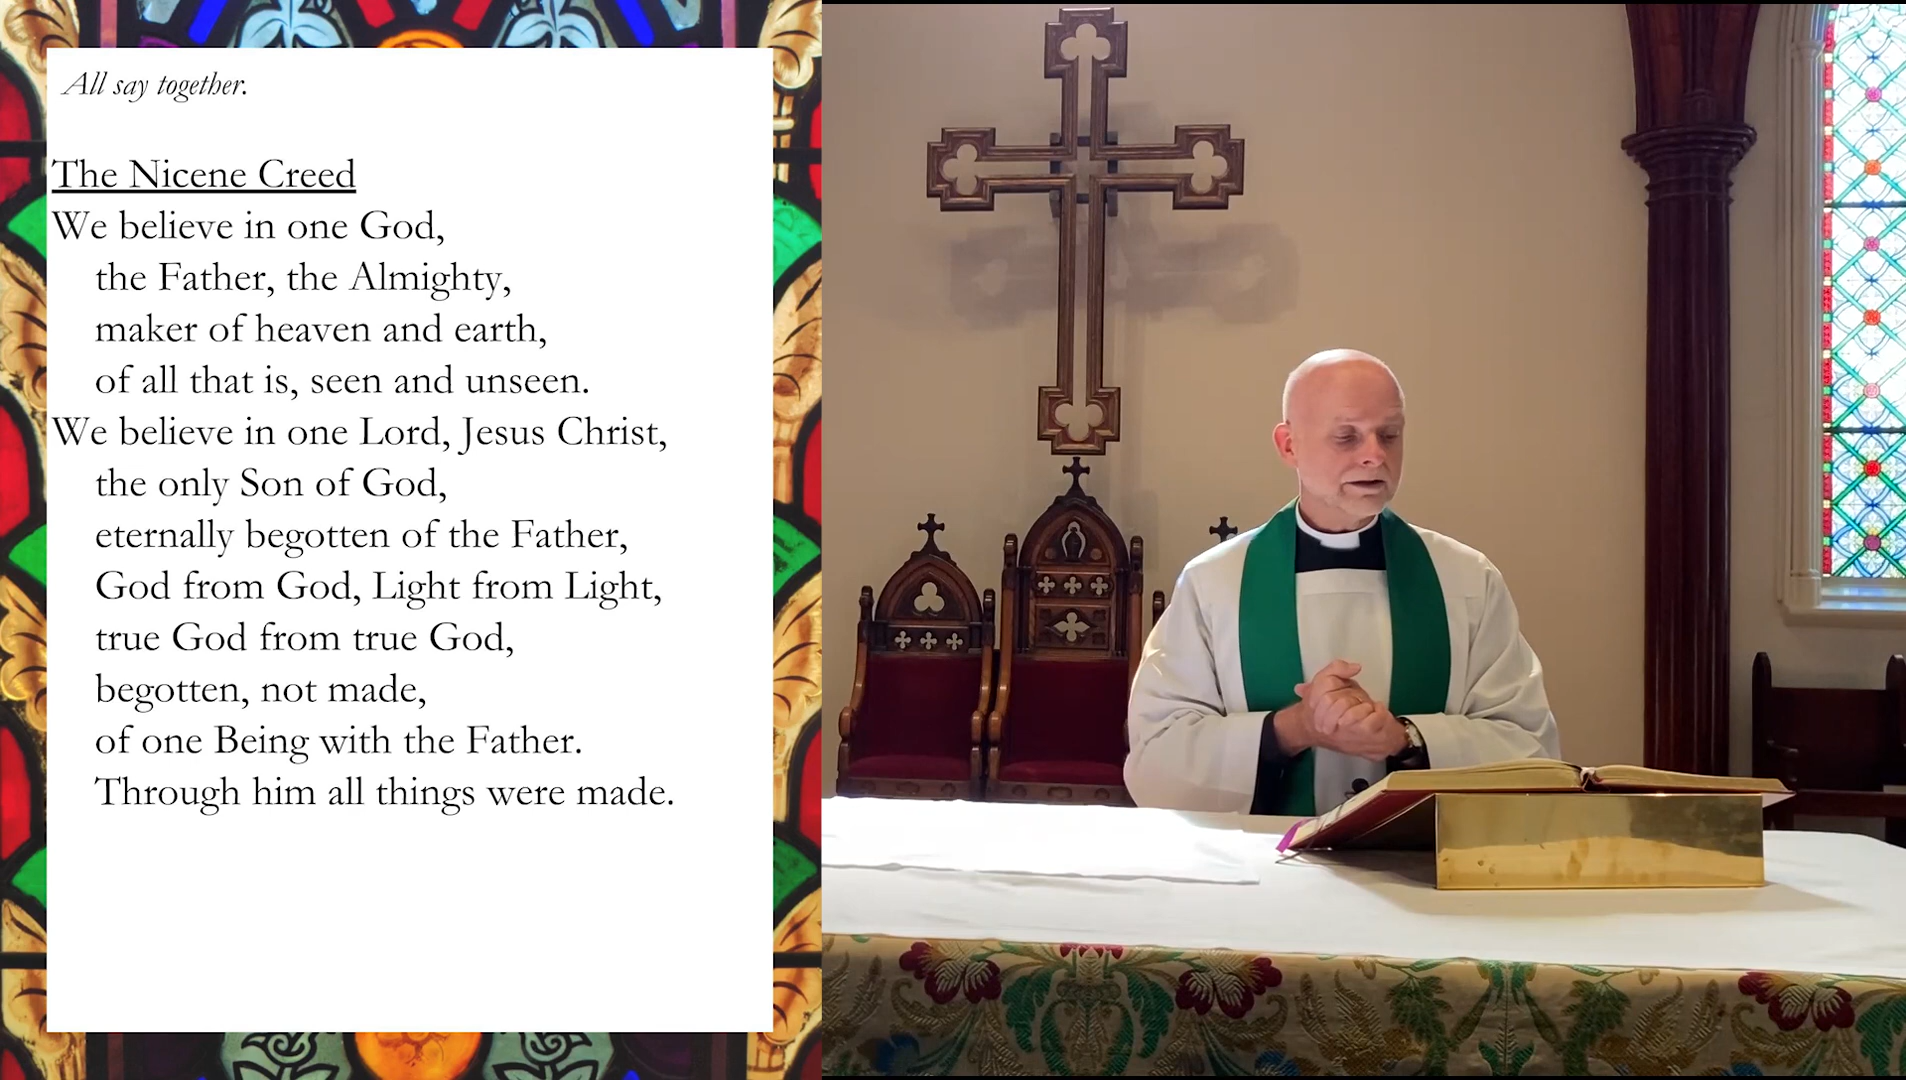 All say together.
The Nicene Creed
We believe in one God,
the Father, the Almighty,
maker of heaven and earth,
of all that is, seen and unseen.
We believe in one Lord, Jesus Christ,
the only Son of God,
eternally begotten of the Father,
God from God, Light from Light,
true God from true God,
begotten, not made,
of one Being with the Father.
Through him all things were made.